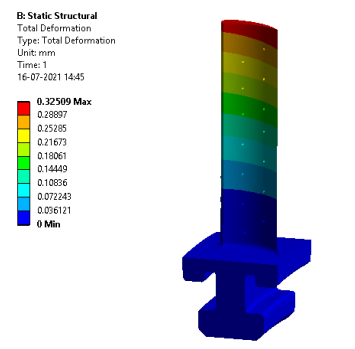 B: Static Structural
Total Deformation
Type: Total Deformation
Unit: mm
Time: 1
16-07-2021 14:45
0.32509 Max
0.28897
0.25285
0.21673
0.18061
0.14449
0.10836
0.072243
0.036121
0 Min